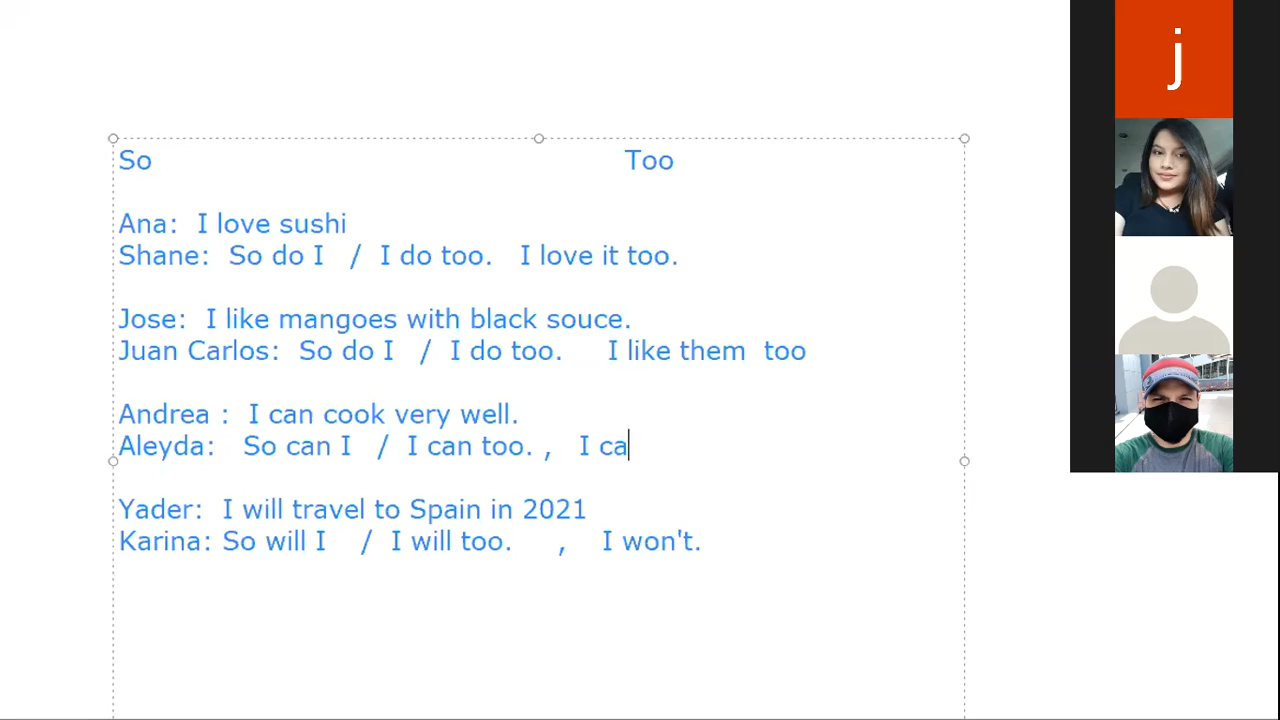 So Too
Ana: I love sushi
Shane: So do I / I do too. I love it too.
Jose: I like mangoes with black souce.
Juan Carlos: So do I / I do too. I like them too
Andrea : I can cook very well.
Aleyda: So can I / I can too. , I ca
Yader: I will travel to Spain in 2021
Karina: So will I / I will too. , I won't.
j